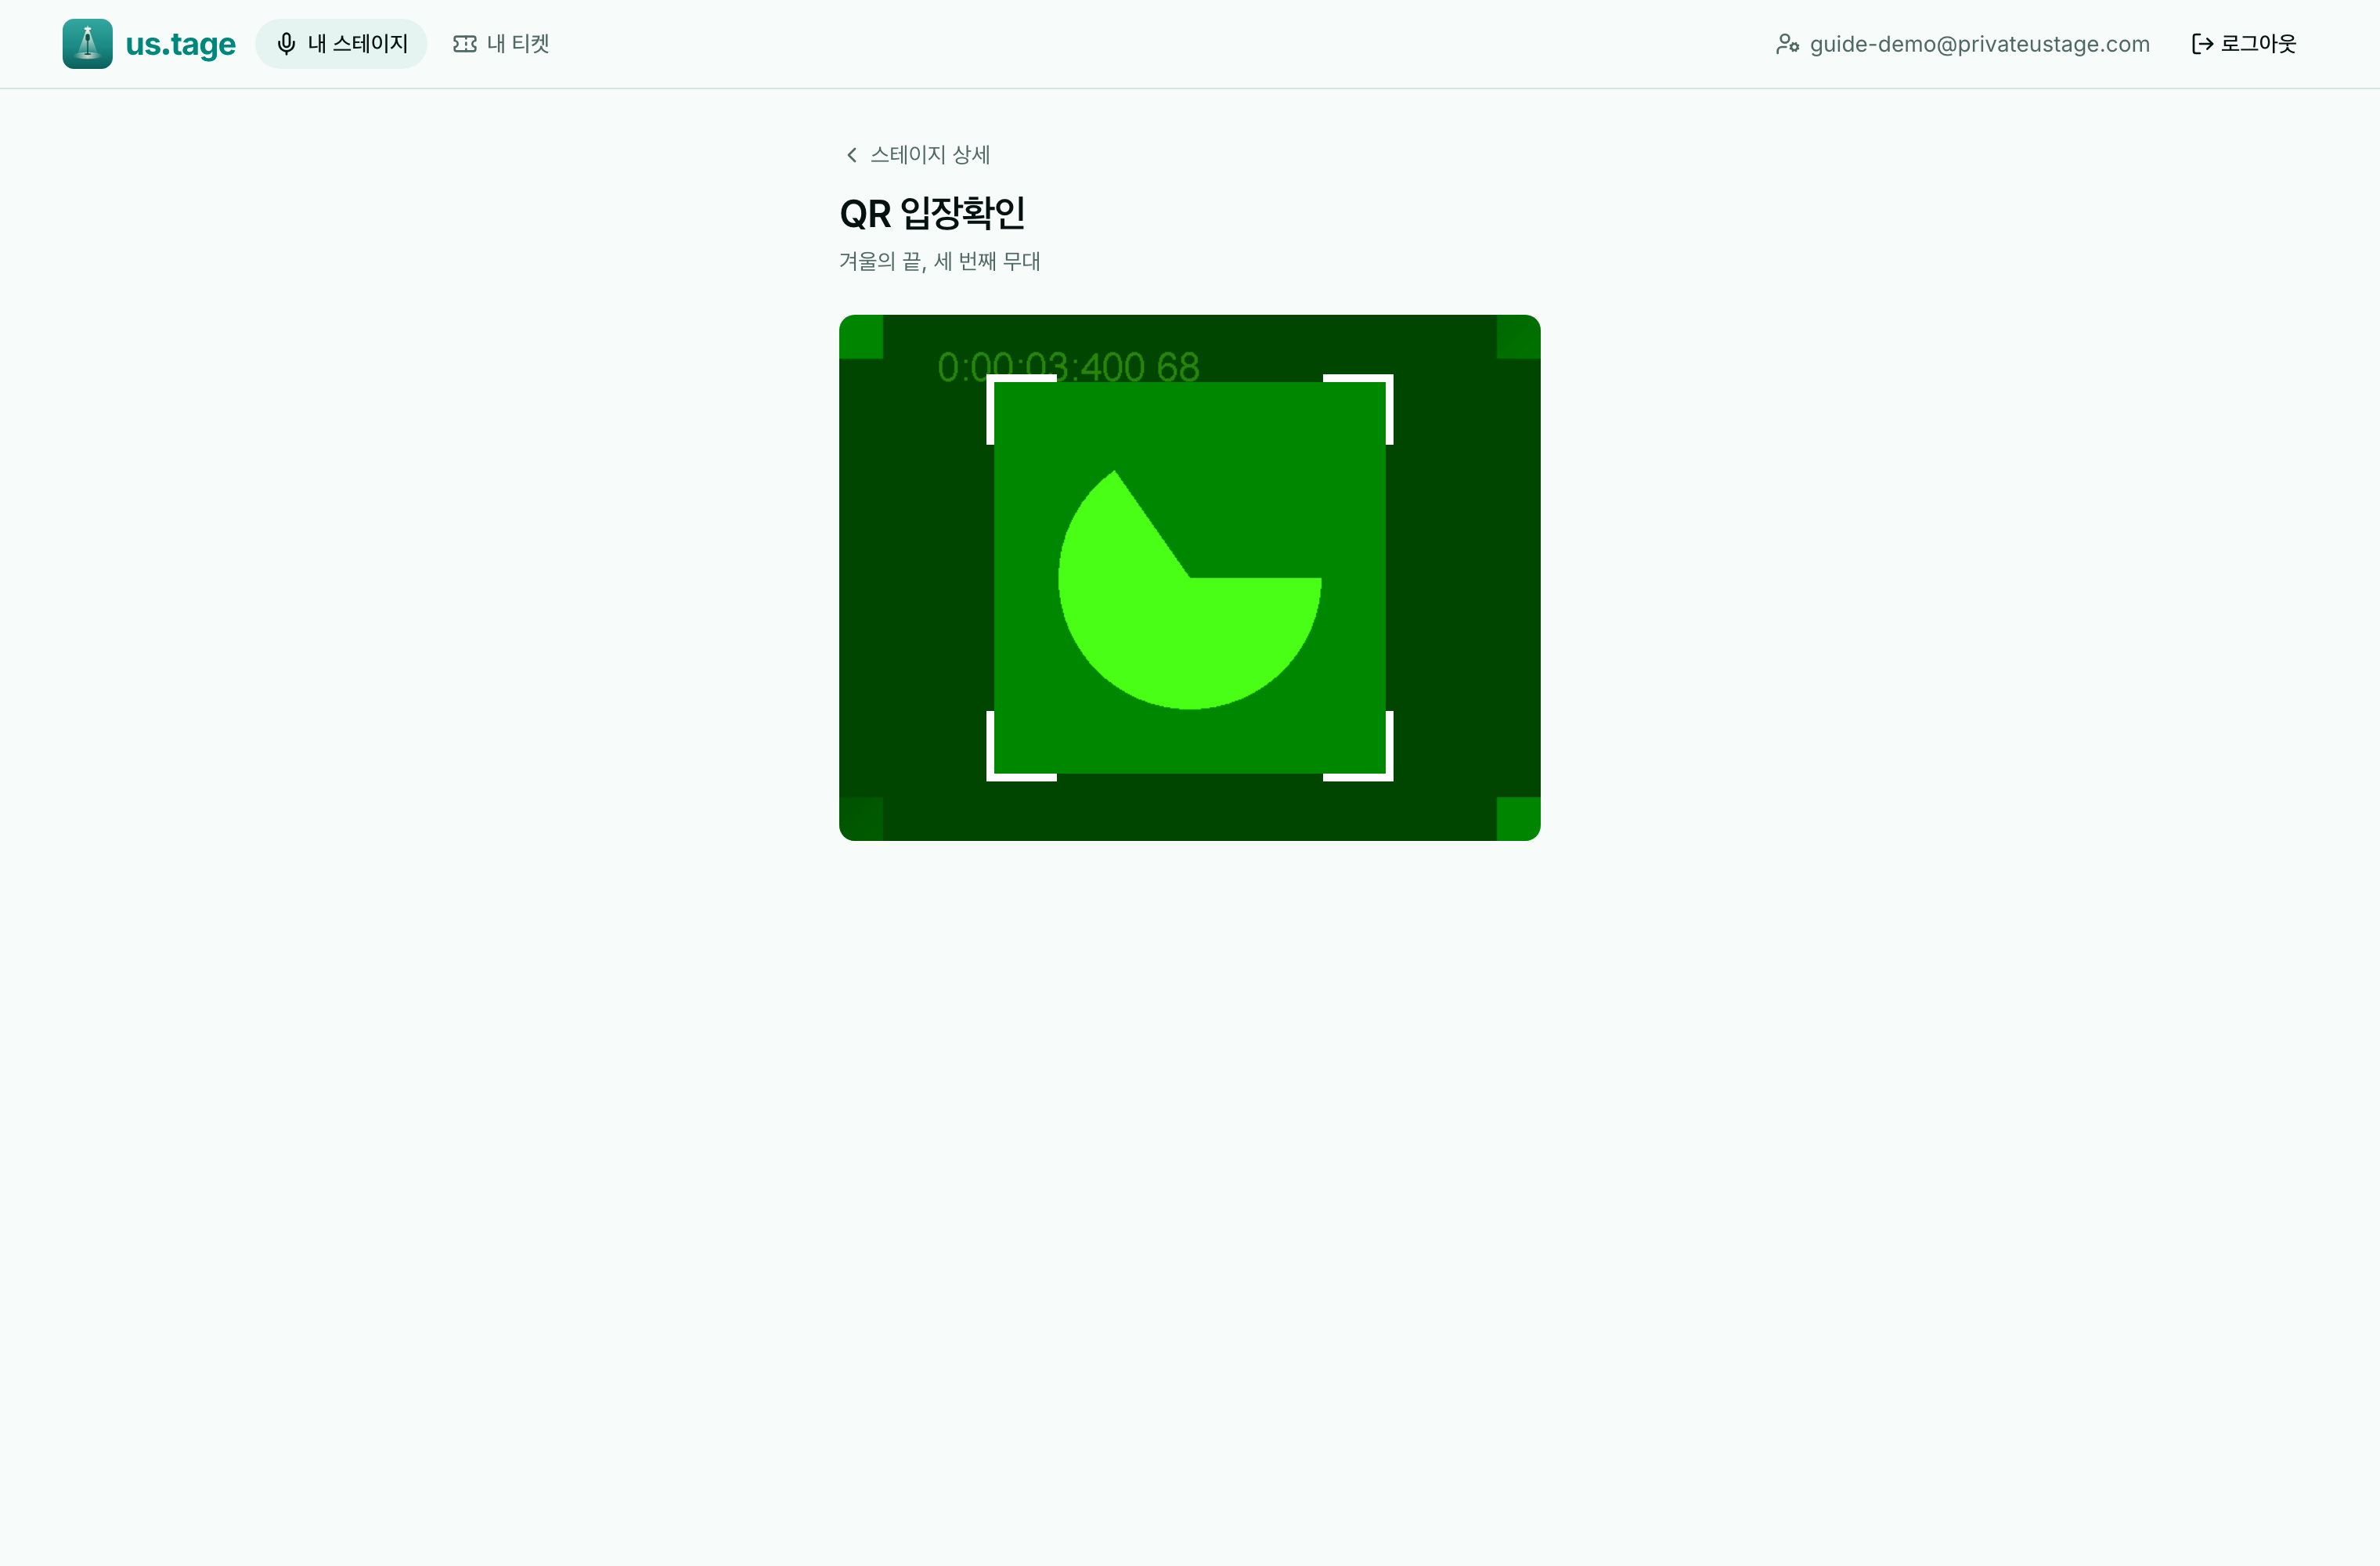 us.tage 내 스테이지 내 티켓 guide-demo@privateustage.com 로그아웃
스테이지 상세
QR 입장확인
겨울의 끝, 세 번째 무대
0:00:03:400 68